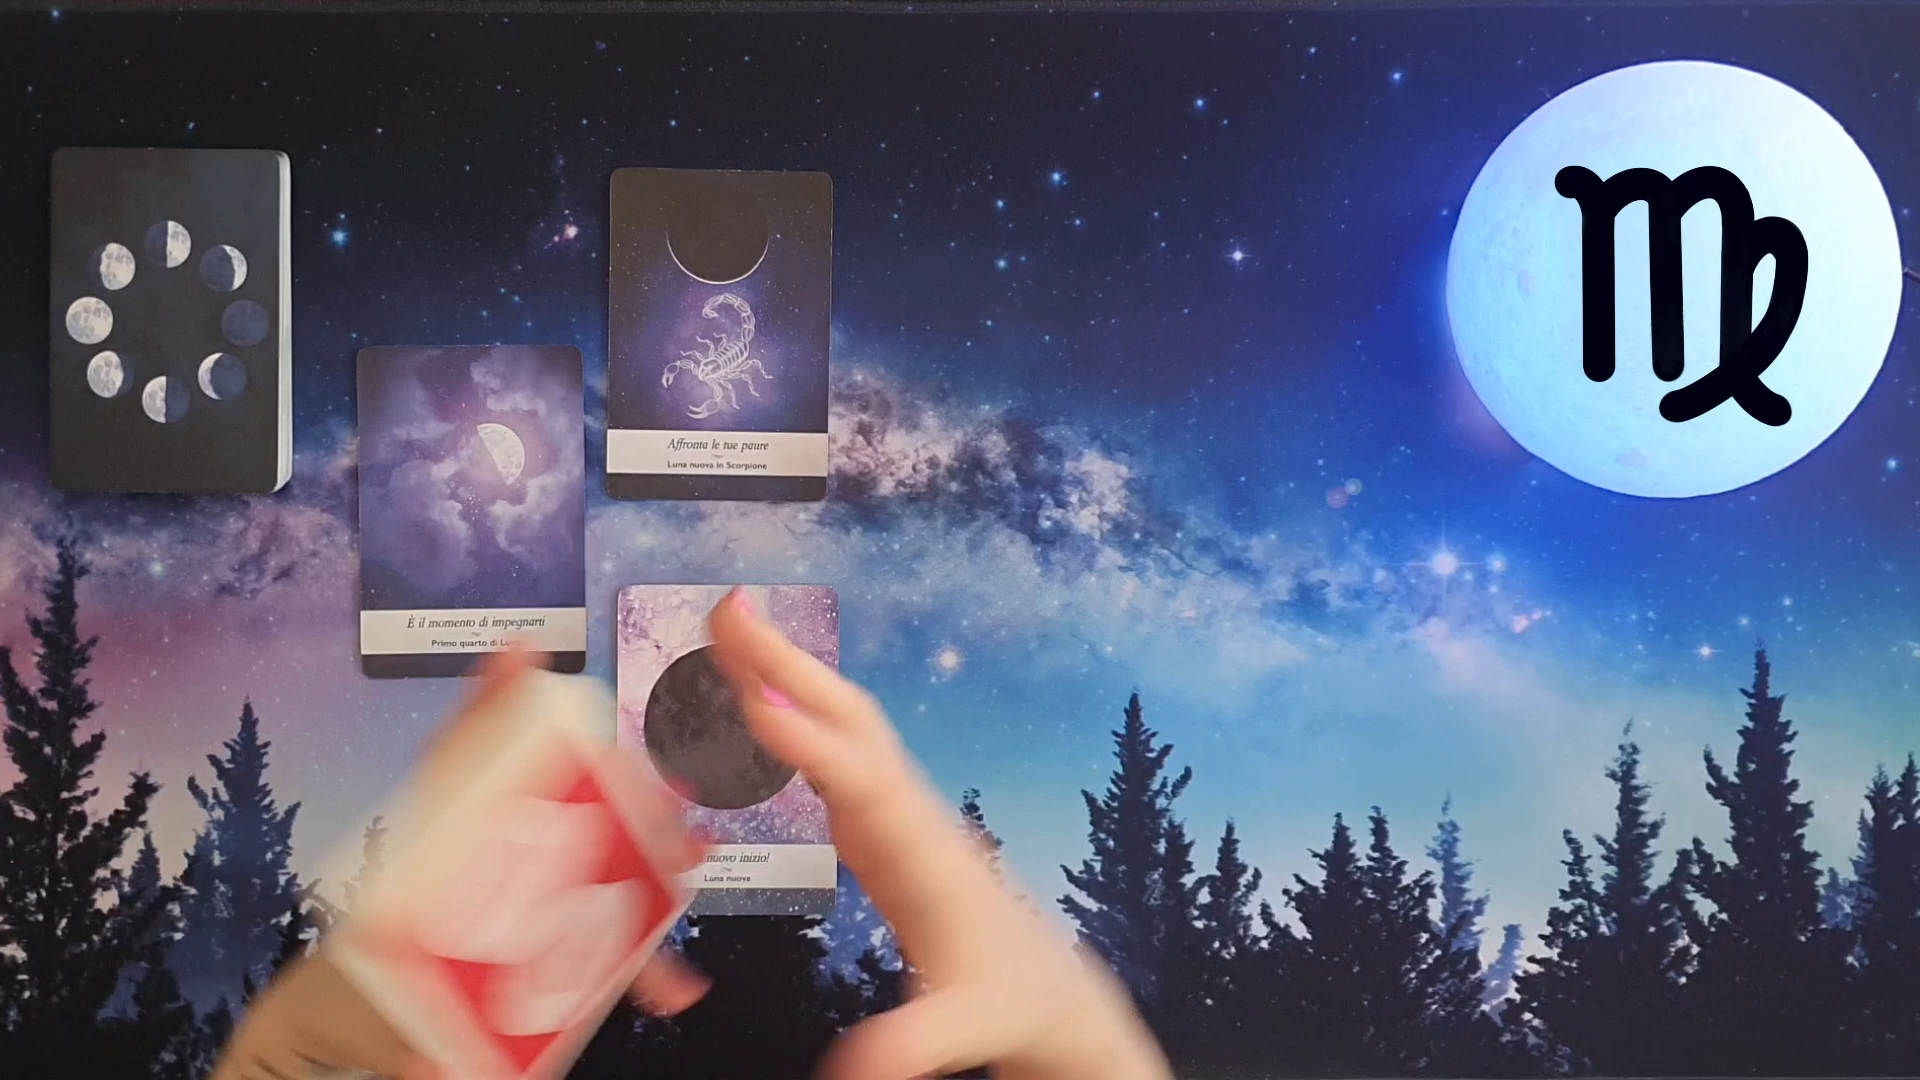 Affronta le tue paure
Luna nuova in Scorpione
È il momento di impegnarti
Primo quarto di
nuovo inizio!
Luna nuova